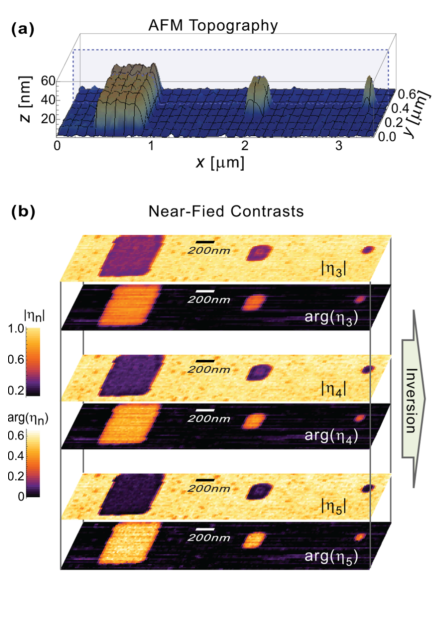 (a)
AFM Topography
z [nm]
60
40
20
0
1
2
3
x [μm]
0.6
0.4
0.2
0.0
y [μm]
(b)
Near-Fied Contrasts
200nm
200nm
|η3|
arg(η3)
|ηn|
1.0
0.6
0.2
200nm
200nm
|η4|
arg(η4)
arg(ηn)
0.6
0.4
0.2
0
200nm
200nm
|η5|
arg(η5)
Inversion